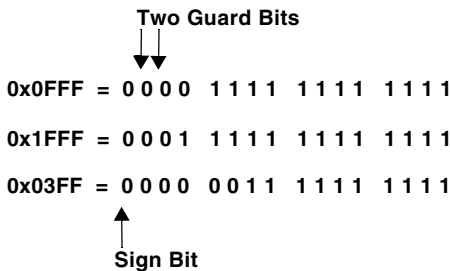 Two Guard Bits
0x0FFF = 0 0 0 0 1 1 1 1 1 1 1 1 1 1 1 1
0x1FFF = 0 0 0 1 1 1 1 1 1 1 1 1 1 1 1 1
0x03FF = 0 0 0 0 0 0 1 1 1 1 1 1 1 1 1 1
Sign Bit